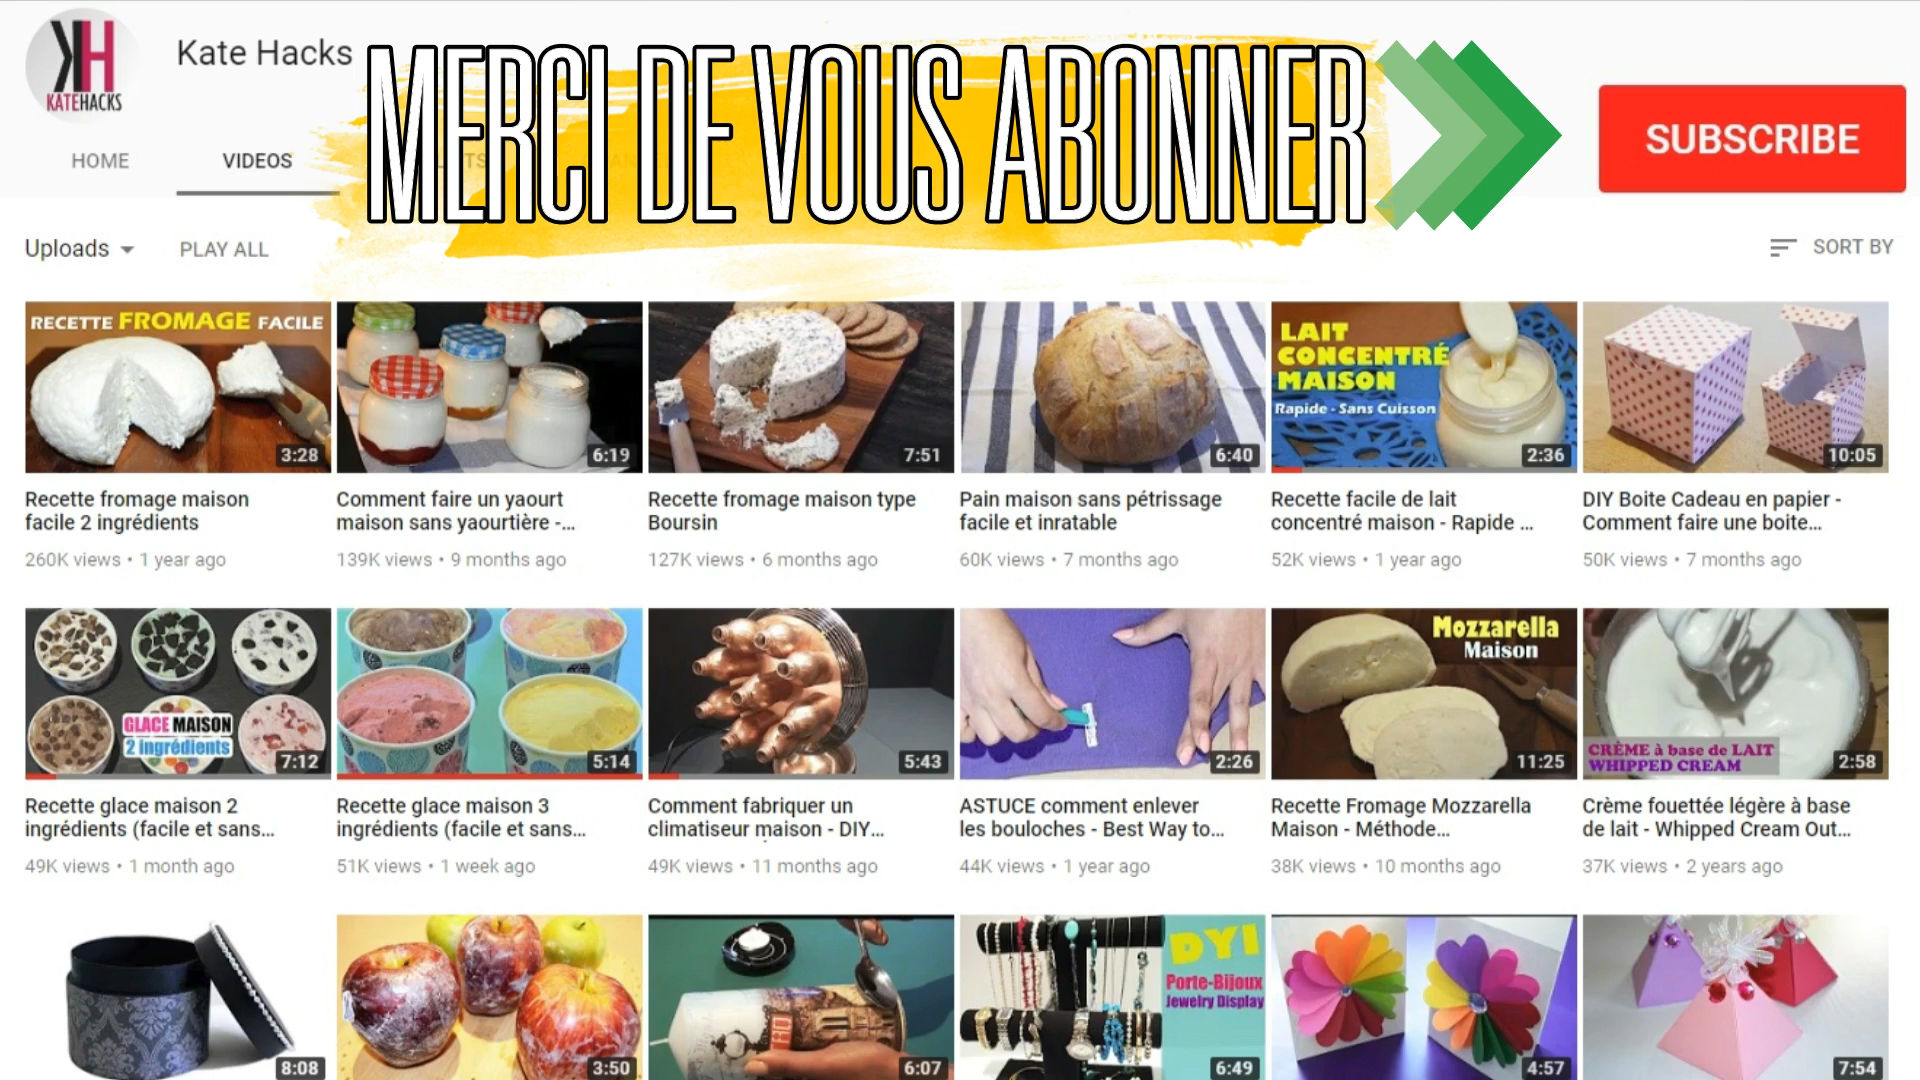 KATEHACKS
Kate Hacks
MERCI DE VOUS ABONNER
SUBSCRIBE
HOME
VIDEOS
Uploads
PLAY ALL
SORT BY
RECETTE FROMAGE FACILE
3:28
6:19
7:51
6:40
LAIT
CONCENTRÉ
MAISON
Rapide - Sans Cuisson
2:36
10:05
Recette fromage maison
facile 2 ingrédients
260K views • 1 year ago
Comment faire un yaourt
maison sans yaourtière -...
139K views • 9 months ago
Recette fromage maison type
Boursin
127K views • 6 months ago
Pain maison sans pétrissage
facile et inratable
60K views • 7 months ago
Recette facile de lait
concentré maison - Rapide ...
52K views • 1 year ago
DIY Boite Cadeau en papier -
Comment faire une boite...
50K views • 7 months ago
GLACE MAISON
2 ingrédients
7:12
5:14
5:43
2:26
Mozzarella
Maison
11:25
CRÈME à base de LAIT
WHIPPED CREAM
2:58
Recette glace maison 2
ingrédients (facile et sans...
49K views • 1 month ago
Recette glace maison 3
ingrédients (facile et sans...
51K views • 1 week ago
Comment fabriquer un
climatiseur maison - DIY...
49K views • 11 months ago
ASTUCE comment enlever
les bouloches - Best Way to...
44K views • 1 year ago
Recette Fromage Mozzarella
Maison - Méthode...
38K views • 10 months ago
Crème fouettée légère à base
de lait - Whipped Cream Out...
37K views • 2 years ago
8:08
3:50
6:07
DYI
Porte-Bijoux
Jewelry Display
6:49
4:57
7:54